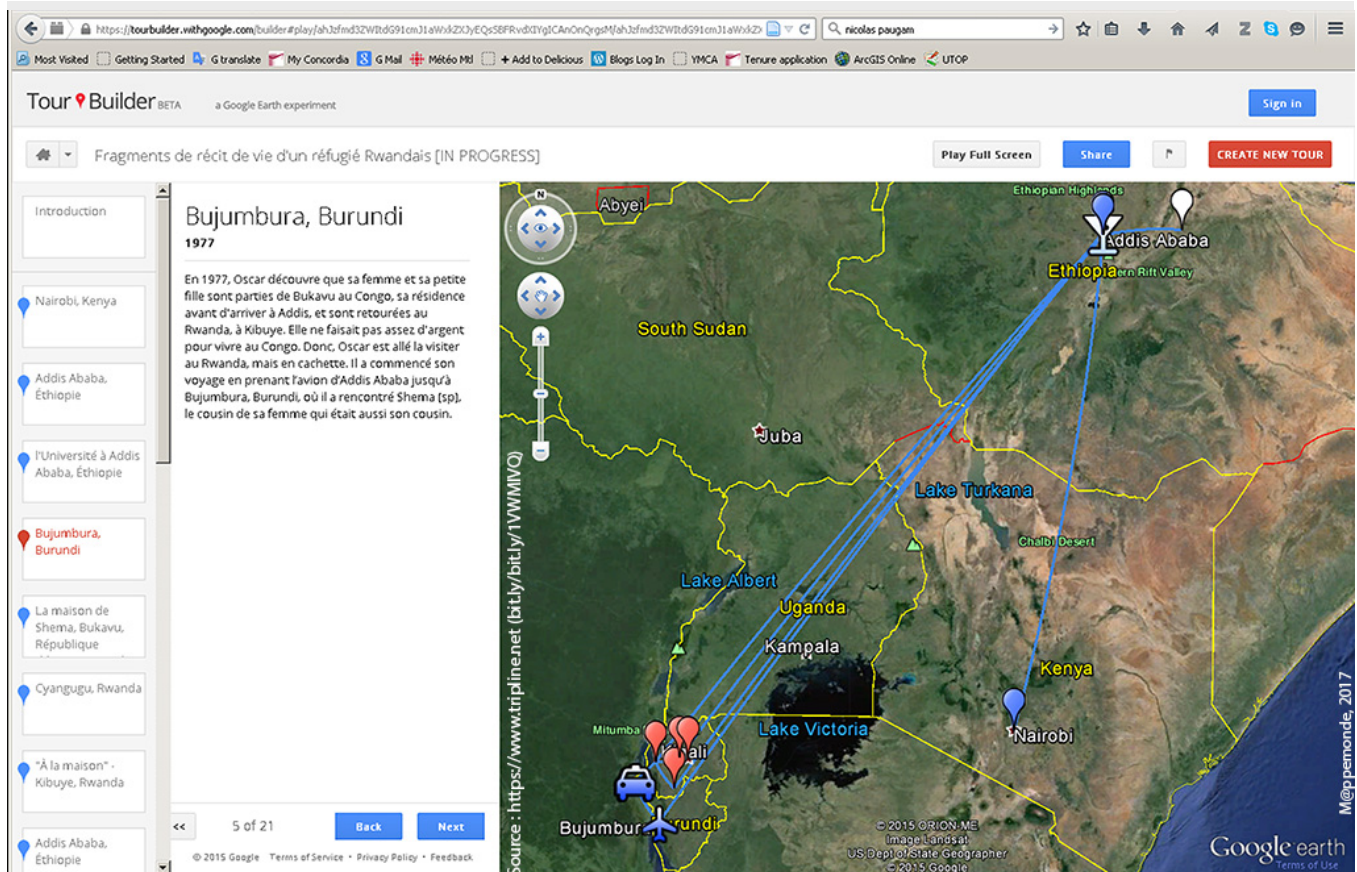 https://tourbuilder.withgoogle.com/builder#play/
nicolas paugam
Most Visited Getting Started G translate My Concordia G Mail Météo Mtl + Add to Delicious Blogs Log In YMCA Tenure application ArcGIS Online UTOP
Tour Builder BETA a Google Earth experiment
Sign in
Fragments de récit de vie d'un réfugié Rwandais [IN PROGRESS]
Play Full Screen
Share
CREATE NEW TOUR
Introduction
Nairobi, Kenya
Addis Ababa,
Éthiopie
l'Université à Addis
Ababa, Éthiopie
Bujumbura,
Burundi
La maison de
Shema, Bukavu,
République
Cyangugu, Rwanda
"À la maison" -
Kibuye, Rwanda
Addis Ababa,
Éthiopie
Bujumbura, Burundi
1977
En 1977, Oscar découvre que sa femme et sa petite
fille sont parties de Bukavu au Congo, sa résidence
avant d'arriver à Addis, et sont retourées au
Rwanda, à Kibuye. Elle ne faisait pas assez d'argent
pour vivre au Congo. Donc, Oscar est allé la visiter
au Rwanda, mais en cachette. Il a commencé son
voyage en prenant l'avion d'Addis Ababa jusqu'à
Bujumbura, Burundi, où il a rencontré Shema [sp],
le cousin de sa femme qui était aussi son cousin.
<< 5 of 21
Back
Next
© 2015 Google Terms of Service • Privacy Policy • Feedback
N
Abyei
Ethiopian Highlands
Addis Ababa
Ethiopia
ern Rift Valley
South Sudan
Juba
Lake Turkana
Chalbi Desert
Lake Albert
Uganda
Kampala
Kenya
Lake Victoria
Nairobi
Mitumba
Bujumbur
rundi
© 2015 ORION-ME
Image Landsat
US Dept of State Geographer
© 2015 Google
Google earth
Terms of Use
Source : https://www.tripline.net (bit.ly/bit.ly/1VWMIVQ)
M@ppemonde, 2017